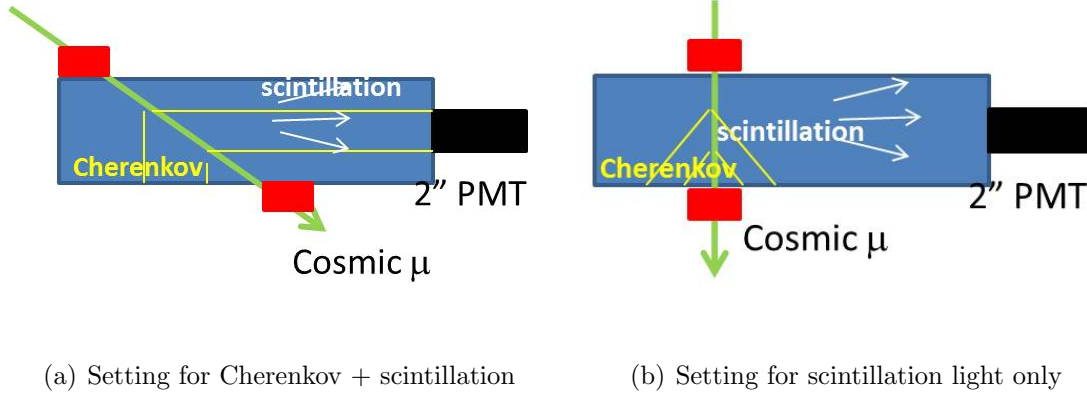 scintillation
Cherenkov
2” PMT
Cosmic μ
scintillation
Cherenkov
2” PMT
Cosmic μ
(a) Setting for Cherenkov + scintillation
(b) Setting for scintillation light only